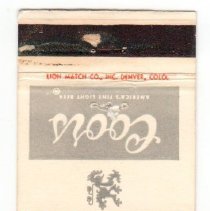 LION MATCH CO., INC. DENVER, COLO.
AMERICA'S FINE LIGHT BEER
Coors
®